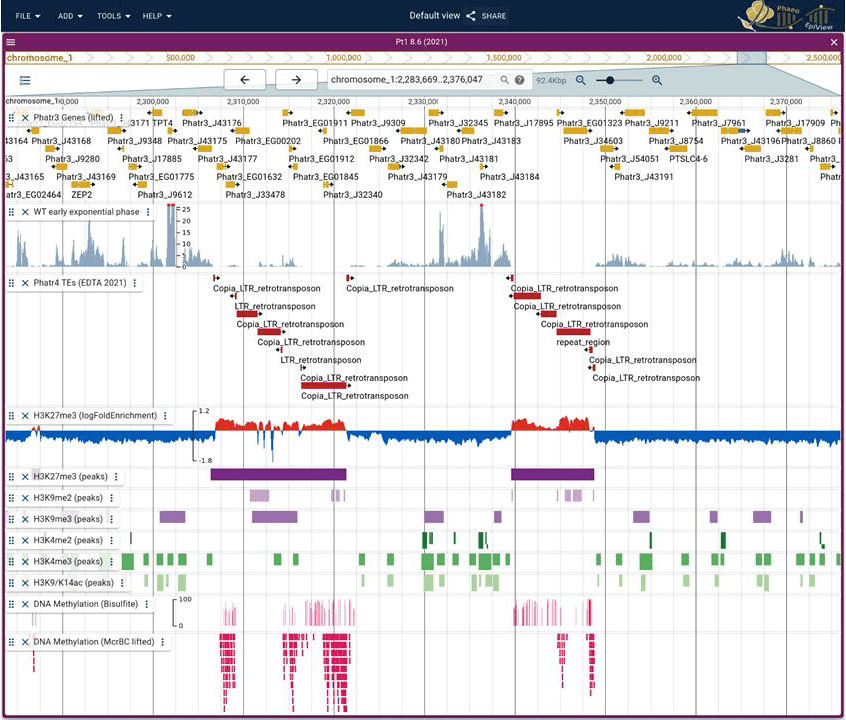 FILE ADD TOOLS HELP Default view SHARE Phaeo EpiView
Pt1 8.6 (2021)
chromosome_1 500,000 1,000,000 1,500,000 2,000,000 2,500,000
chromosome_1:2,283,669..2,376,047 92.4Kbp
chromosome_1 2,300,000 2,310,000 2,320,000 2,330,000 2,340,000 2,350,000 2,360,000 2,370,000
Phatr3 Genes (lifted)
43171 TPT4 Phatr3_J43176 Phatr3_EG01911 Phatr3_J9309 Phatr3_J32345 Phatr3_J17895 Phatr3_EG01323 Phatr3_J9211 Phatr3_J7961 Phatr3_J17909 Ph
43164 Phatr3_J43168 Phatr3_J9348 Phatr3_J43175 Phatr3_EG00202 Phatr3_EG01866 Phatr3_J43180 Phatr3_J43183 Phatr3_J34603 Phatr3_J8754 Phatr3_J43196 Phatr3_J8860
53 Phatr3_J9280 Phatr3_J17885 Phatr3_J43177 Phatr3_EG01912 Phatr3_J32342 Phatr3_J43181 Phatr3_J54051 PTSLC4-6 Phatr3_J3281 Phatr3
3_J43165 Phatr3_J43169 Phatr3_EG01775 Phatr3_EG01632 Phatr3_EG01845 Phatr3_J43179 Phatr3_J43184 Phatr3_J43191
atr3_EG02464 ZEP2 Phatr3_J9612 Phatr3_J33478 Phatr3_J32340 Phatr3_J43182
WT early exponential phase
25
20
15
10
5
0
Phatr4 TEs (EDTA 2021)
Copia_LTR_retrotransposon Copia_LTR_retrotransposon Copia_LTR_retrotransposon
LTR_retrotransposon Copia_LTR_retrotransposon
Copia_LTR_retrotransposon Copia_LTR_retrotransposon
Copia_LTR_retrotransposon repeat_region
LTR_retrotransposon Copia_LTR_retrotransposon
Copia_LTR_retrotransposon Copia_LTR_retrotransposon
Copia_LTR_retrotransposon
H3K27me3 (logFoldEnrichment) 1.2
-1.8
H3K27me3 (peaks)
H3K9me2 (peaks)
H3K9me3 (peaks)
H3K4me2 (peaks)
H3K4me3 (peaks)
H3K9/K14ac (peaks)
DNA Methylation (Bisulfite) 100
0
DNA Methylation (McrBC lifted)